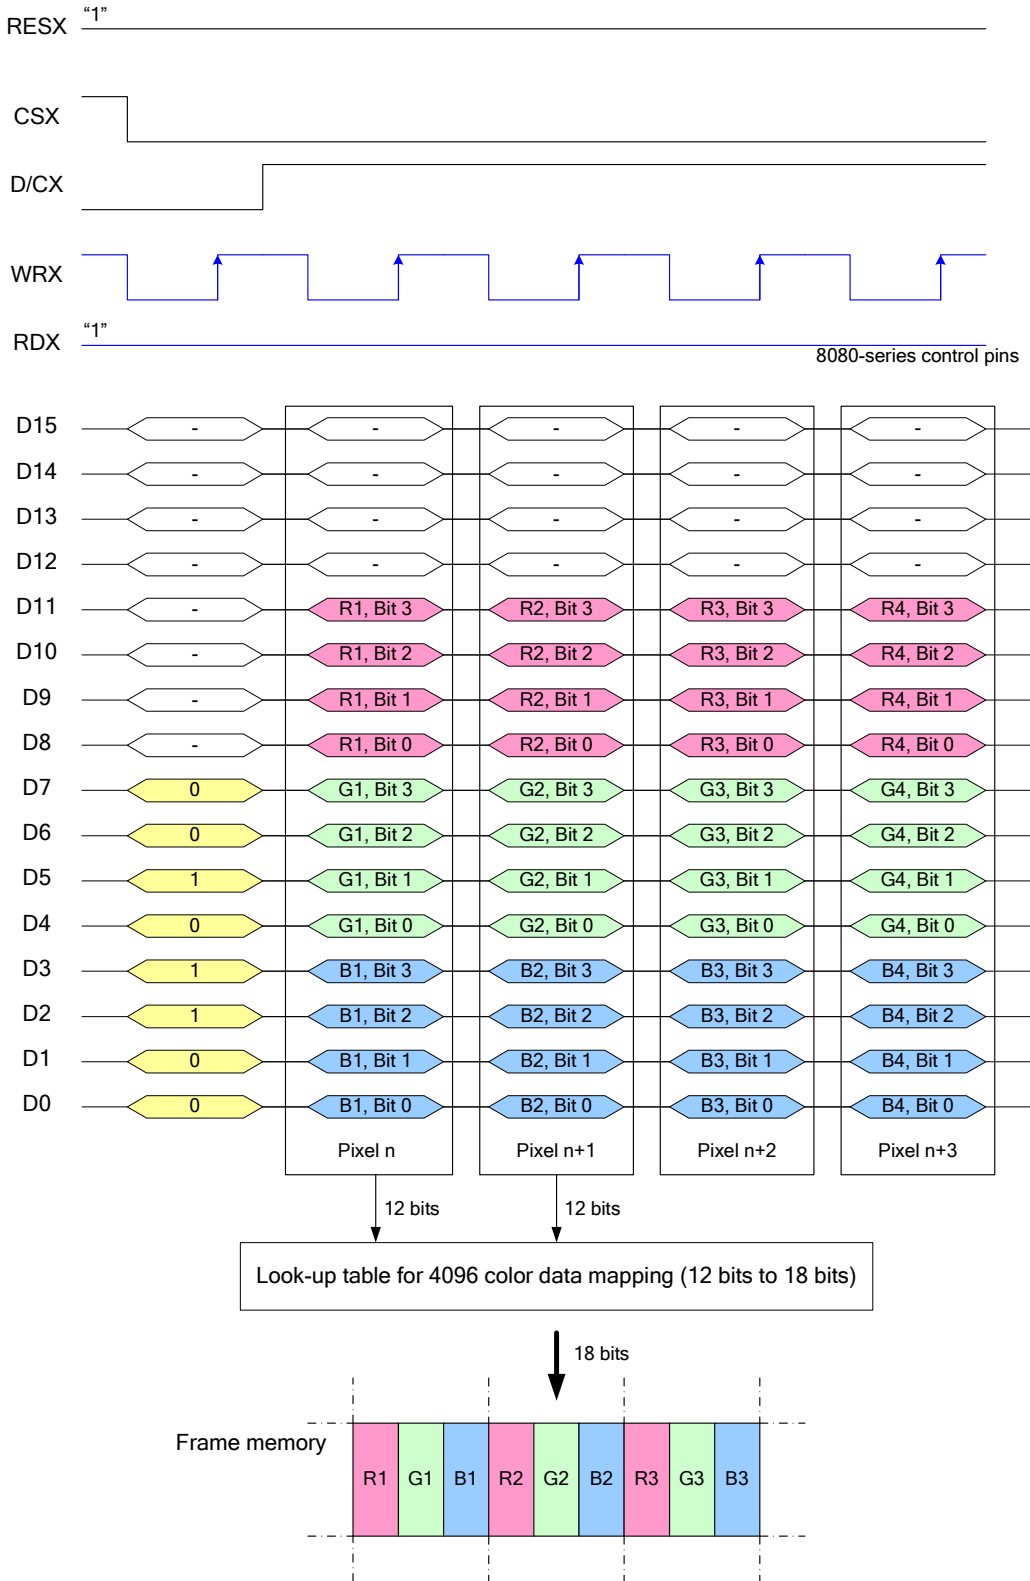 RESX “1”
CSX
D/CX
WRX
RDX “1”
8080-series control pins
D15 - - - - -
D14 - - - - -
D13 - - - - -
D12 - - - - -
D11 - R1, Bit 3 R2, Bit 3 R3, Bit 3 R4, Bit 3
D10 - R1, Bit 2 R2, Bit 2 R3, Bit 2 R4, Bit 2
D9 - R1, Bit 1 R2, Bit 1 R3, Bit 1 R4, Bit 1
D8 - R1, Bit 0 R2, Bit 0 R3, Bit 0 R4, Bit 0
D7 0 G1, Bit 3 G2, Bit 3 G3, Bit 3 G4, Bit 3
D6 0 G1, Bit 2 G2, Bit 2 G3, Bit 2 G4, Bit 2
D5 1 G1, Bit 1 G2, Bit 1 G3, Bit 1 G4, Bit 1
D4 0 G1, Bit 0 G2, Bit 0 G3, Bit 0 G4, Bit 0
D3 1 B1, Bit 3 B2, Bit 3 B3, Bit 3 B4, Bit 3
D2 1 B1, Bit 2 B2, Bit 2 B3, Bit 2 B4, Bit 2
D1 0 B1, Bit 1 B2, Bit 1 B3, Bit 1 B4, Bit 1
D0 0 B1, Bit 0 B2, Bit 0 B3, Bit 0 B4, Bit 0
Pixel n Pixel n+1 Pixel n+2 Pixel n+3
12 bits 12 bits
Look-up table for 4096 color data mapping (12 bits to 18 bits)
18 bits
Frame memory
R1 G1 B1 R2 G2 B2 R3 G3 B3